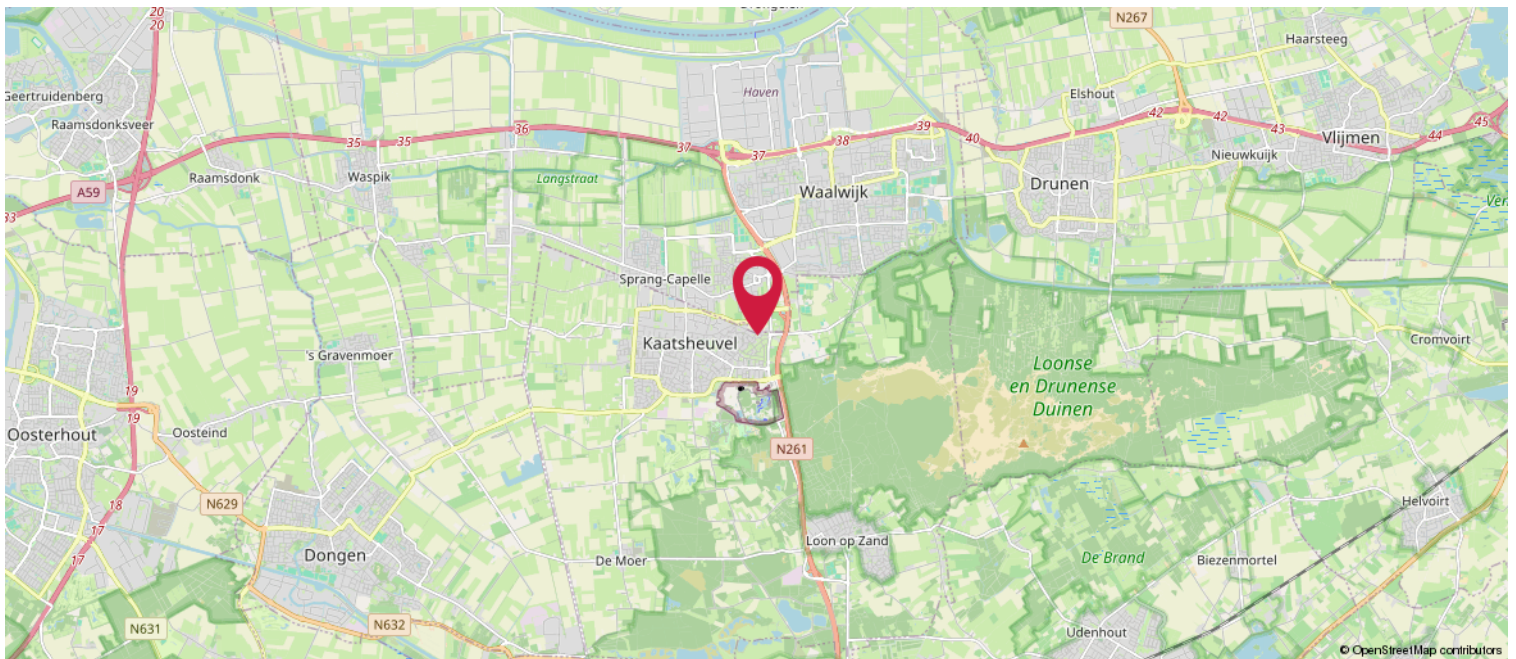 20
20
N267
Haarsteeg
Geertruidenberg
Haven
Elshout
Raamsdonksveer
39
42
42
43
45
36
38
40
44
35
35
37
37
Vlijmen
Nieuwkuijk
Raamsdonk
Waspik
Langstraat
Waalwijk
Drunen
A59
33
Sprang-Capelle
Kaatsheuvel
's Gravenmoer
Cromvoirt
Loonse
en Drunense
Duinen
19
19
Oosterhout
Oosteind
N261
N629
18
17
17
Helvoirt
Loon op Zand
Dongen
De Moer
De Brand
Biezenmortel
N632
N631
Udenhout
© OpenStreetMap contributors